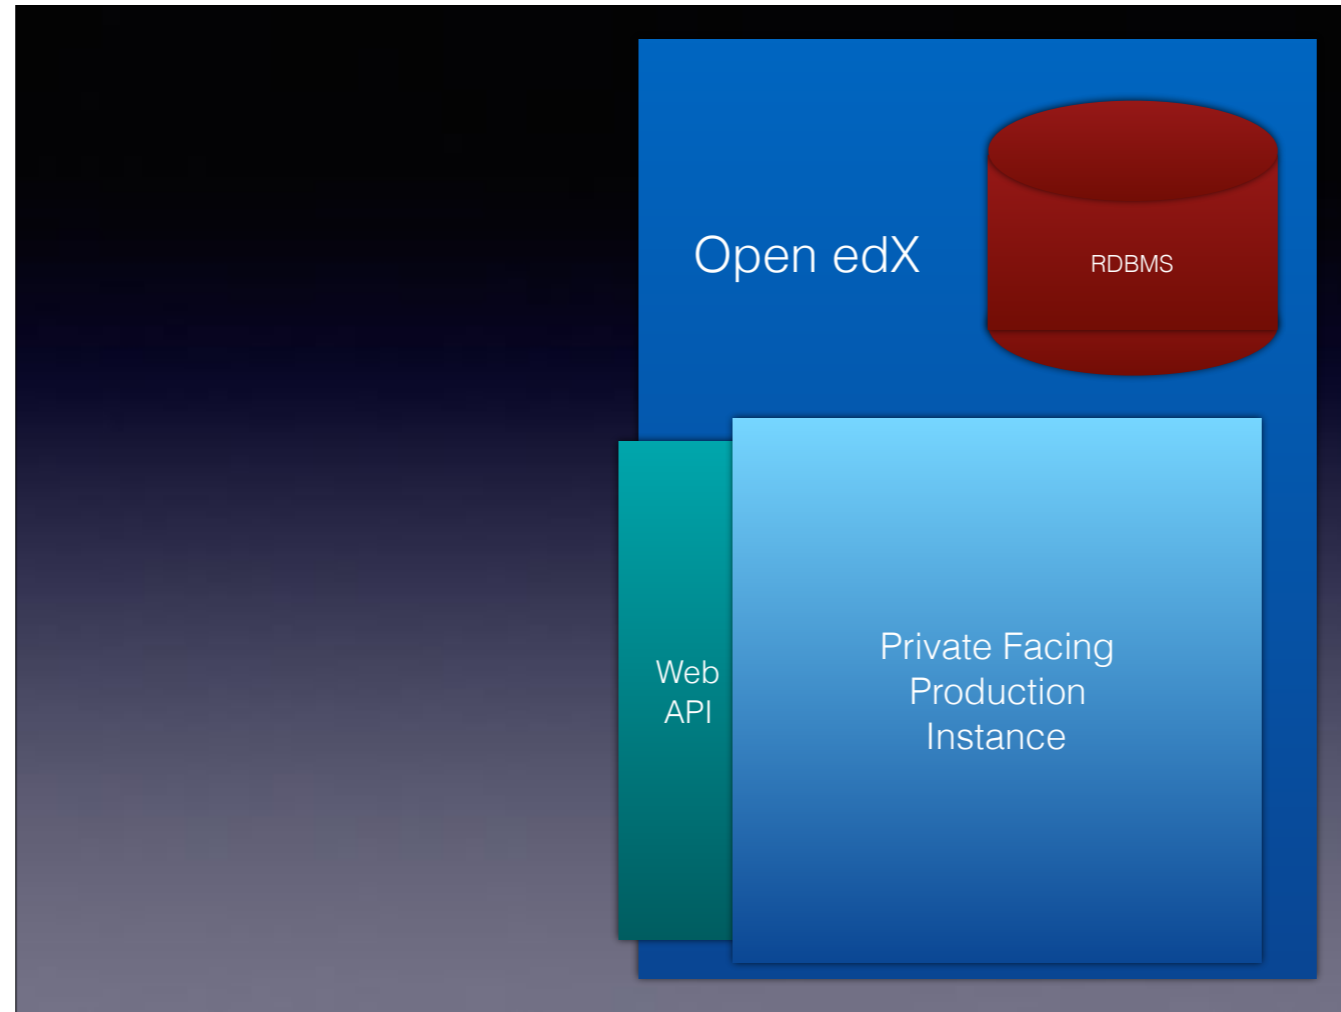 Open edX
RDBMS
Web
API
Private Facing
Production
Instance